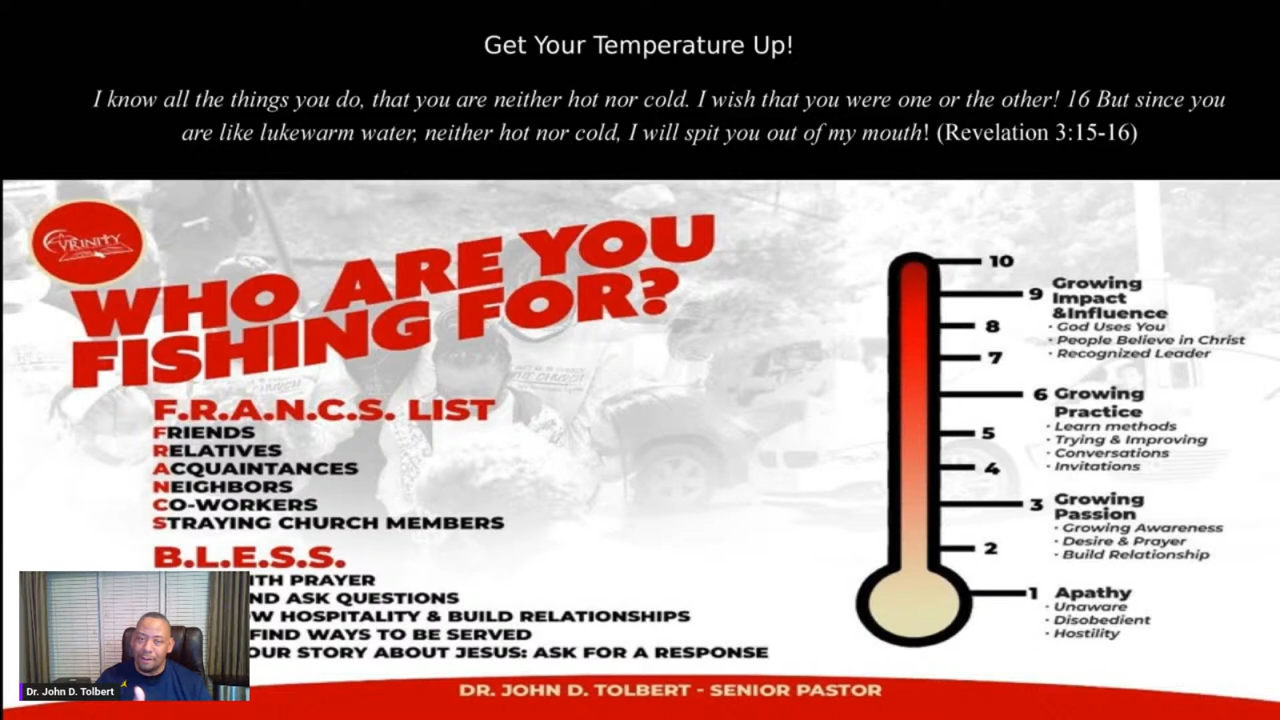 Get Your Temperature Up!
I know all the things you do, that you are neither hot nor cold. I wish that you were one or the other! 16 But since you
are like lukewarm water, neither hot nor cold, I will spit you out of my mouth! (Revelation 3:15-16)
TRINITY
WHO ARE YOU
FISHING FOR?
F.R.A.N.C.S. LIST
FRIENDS
RELATIVES
ACQUAINTANCES
NEIGHBORS
CO-WORKERS
STRAYING CHURCH MEMBERS
B.L.E.S.S.
PRAYER
ASK QUESTIONS
HOSPITALITY & BUILD RELATIONSHIPS
FIND WAYS TO BE SERVED
STORY ABOUT JESUS: ASK FOR A RESPONSE
10
9 Growing
Impact
&Influence
8 · God Uses You
· People Believe in Christ
7 · Recognized Leader
6 Growing
Practice
· Learn methods
5 · Trying & Improving
· Conversations
4 · Invitations
3 Growing
Passion
· Growing Awareness
2 · Desire & Prayer
· Build Relationship
1 Apathy
· Unaware
· Disobedient
· Hostility
Dr. John D. Tolbert
DR. JOHN D. TOLBERT - SENIOR PASTOR